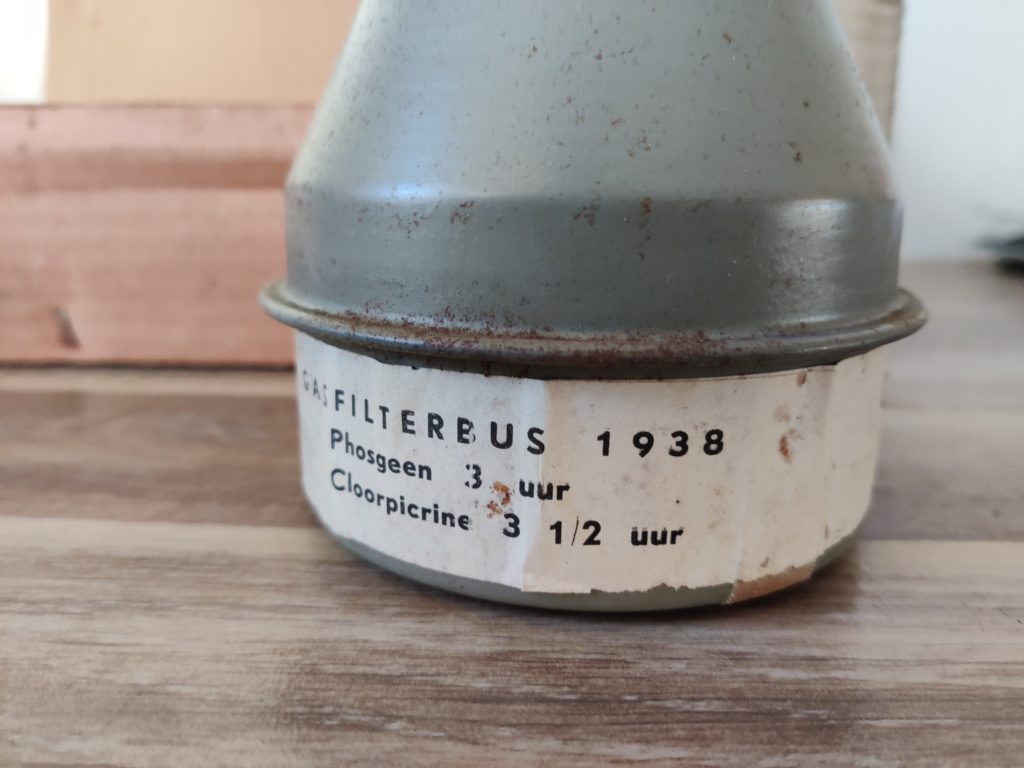 GASFILTERBUS 1938
Phosgeen 3 uur
Cloorpicrine 3 1/2 uur